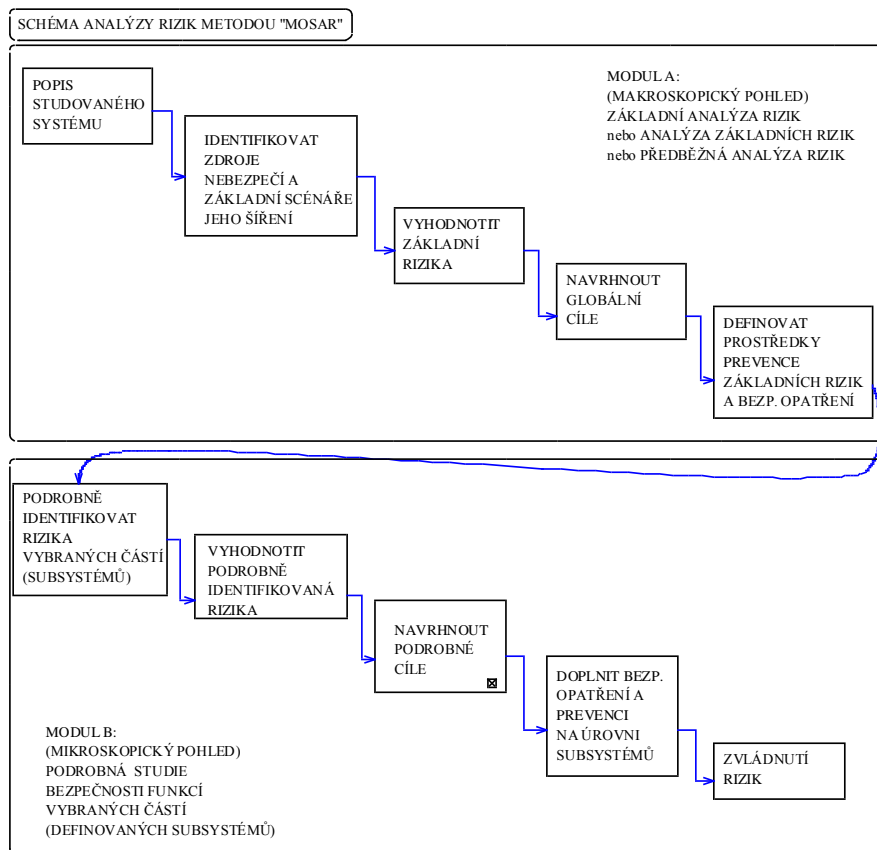 SCHÉMA ANALÝZY RIZIK METODOU "MOSAR"
POPIS
STUDOVANÉHO
SYSTÉMU
MODUL A:
(MAKROSKOPICKÝ POHLED)
ZÁKLADNÍ ANALÝZA RIZIK
nebo ANALÝZA ZÁKLADNÍCH RIZIK
nebo PŘEDBĚŽNÁ ANALÝZA RIZIK
IDENTIFIKOVAT
ZDROJE
NEBEZPEČÍ A
ZÁKLADNÍ SCÉNÁŘE
JEHO ŠÍŘENÍ
VYHODNOTIT
ZÁKLADNÍ
RIZIKA
NAVRHNOUT
GLOBÁLNÍ
CÍLE
DEFINOVAT
PROSTŘEDKY
PREVENCE
ZÁKLADNÍCH RIZIK
A BEZP. OPATŘENÍ
PODROBNĚ
IDENTIFIKOVAT
RIZIKA
VYBRANÝCH ČÁSTÍ
(SUBSYSTÉMŮ)
VYHODNOTIT
PODROBNĚ
IDENTIFIKOVANÁ
RIZIKA
NAVRHNOUT
PODROBNÉ
CÍLE
DOPLNIT BEZP.
OPATŘENÍ A
PREVENCI
NA ÚROVNI
SUBSYSTÉMŮ
ZVLÁDNUTÍ
RIZIK
MODUL B:
(MIKROSKOPICKÝ POHLED)
PODROBNÁ STUDIE
BEZPEČNOSTI FUNKCÍ
VYBRANÝCH ČÁSTÍ
(DEFINOVANÝCH SUBSYSTÉMŮ)